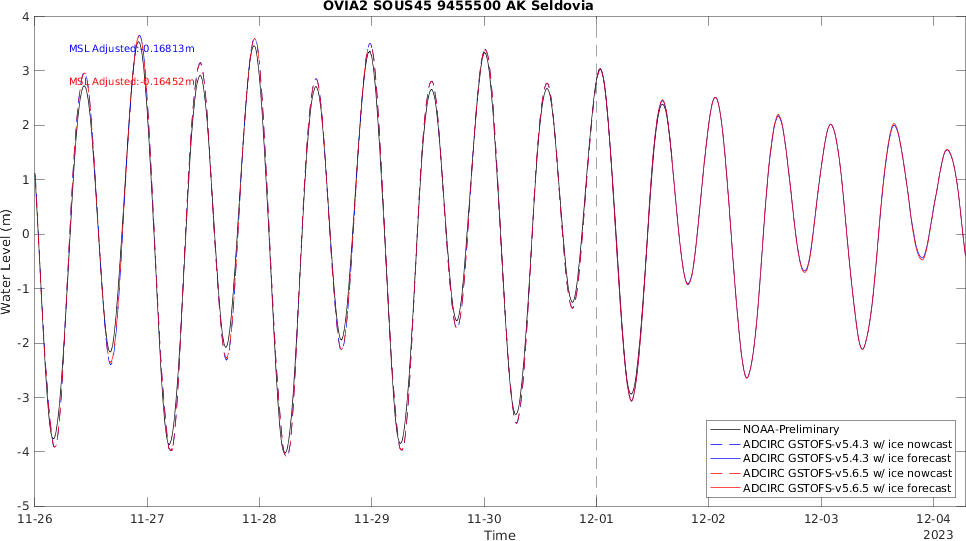 OVIA2 SOUS45 9455500 AK Seldovia
4
3
2
1
0
-1
-2
-3
-4
-5
Water Level (m)
MSL Adjusted:-0.16813m
MSL Adjusted:-0.16452m
NOAA-Preliminary
ADCIRC GSTOFS-v5.4.3 w/ ice nowcast
ADCIRC GSTOFS-v5.4.3 w/ ice forecast
ADCIRC GSTOFS-v5.6.5 w/ ice nowcast
ADCIRC GSTOFS-v5.6.5 w/ ice forecast
11-26 11-27 11-28 11-29 11-30 12-01 12-02 12-03 12-04
Time
2023